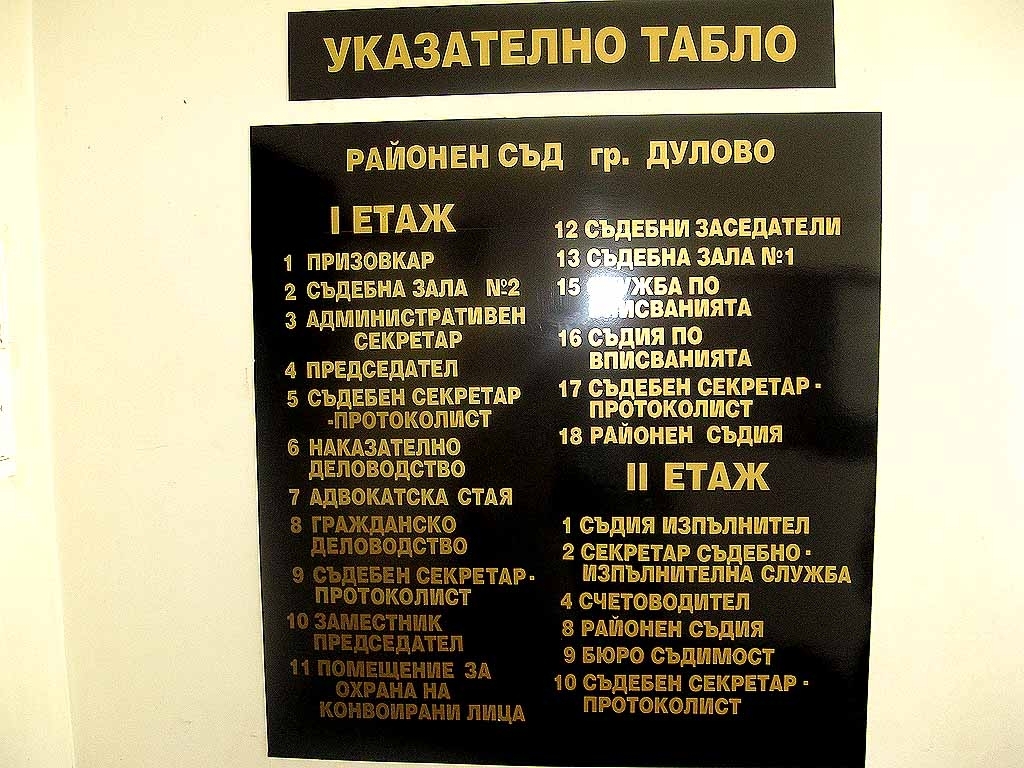 УКАЗАТЕЛНО ТАБЛО
РАЙОНЕН СЪД гр. ДУЛОВО
I ЕТАЖ
1 ПРИЗОВКАР
2 СЪДЕБНА ЗАЛА №2
3 АДМИНИСТРАТИВЕН
СЕКРЕТАР
4 ПРЕДСЕДАТЕЛ
5 СЪДЕБЕН СЕКРЕТАР
-ПРОТОКОЛИСТ
6 НАКАЗАТЕЛНО
ДЕЛОВОДСТВО
7 АДВОКАТСКА СТАЯ
8 ГРАЖДАНСКО
ДЕЛОВОДСТВО
9 СЪДЕБЕН СЕКРЕТАР-
ПРОТОКОЛИСТ
10 ЗАМЕСТНИК
ПРЕДСЕДАТЕЛ
11 ПОМЕЩЕНИЕ ЗА
ОХРАНА НА
КОНВОИРАНИ ЛИЦА
12 СЪДЕБНИ ЗАСЕДАТЕЛИ
13 СЪДЕБНА ЗАЛА №1
15 СЛУЖБА ПО
ВПИСВАНИЯТА
16 СЪДИЯ ПО
ВПИСВАНИЯТА
17 СЪДЕБЕН СЕКРЕТАР -
ПРОТОКОЛИСТ
18 РАЙОНЕН СЪДИЯ
II ЕТАЖ
1 СЪДИЯ ИЗПЪЛНИТЕЛ
2 СЕКРЕТАР СЪДЕБНО -
ИЗПЪЛНИТЕЛНА СЛУЖБА
4 СЧЕТОВОДИТЕЛ
8 РАЙОНЕН СЪДИЯ
9 БЮРО СЪДИМОСТ
10 СЪДЕБЕН СЕКРЕТАР -
ПРОТОКОЛИСТ